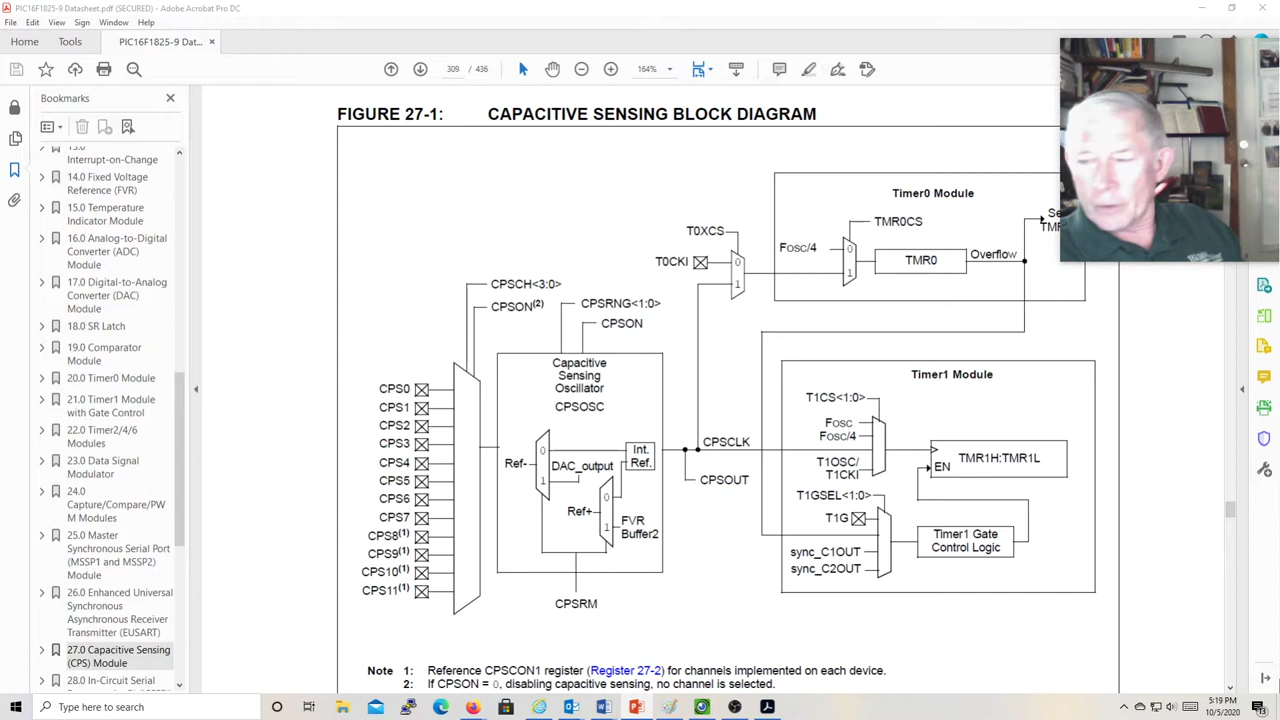 PIC16F1825-9 Datasheet.pdf (SECURED) - Adobe Acrobat Pro DC
File Edit View Sign Window Help
Home Tools PIC16F1825-9 Dat... ×
309 / 436 164%
Bookmarks
Interrupt-on-Change
14.0 Fixed Voltage
Reference (FVR)
15.0 Temperature
Indicator Module
16.0 Analog-to-Digital
Converter (ADC)
Module
17.0 Digital-to-Analog
Converter (DAC)
Module
18.0 SR Latch
19.0 Comparator
Module
20.0 Timer0 Module
21.0 Timer1 Module
with Gate Control
22.0 Timer2/4/6
Modules
23.0 Data Signal
Modulator
24.0
Capture/Compare/PW
M Modules
25.0 Master
Synchronous Serial Port
(MSSP1 and MSSP2)
Module
26.0 Enhanced Universal
Synchronous
Asynchronous Receiver
Transmitter (EUSART)
27.0 Capacitive Sensing
(CPS) Module
28.0 In-Circuit Serial
FIGURE 27-1: CAPACITIVE SENSING BLOCK DIAGRAM
Timer0 Module
T0XCS
TMR0CS
Fosc/4
0
1
T0CKI
0
1
TMR0
Overflow
CPSCH<3:0>
CPSON(2)
CPSRNG<1:0>
CPSON
Capacitive
Sensing
Oscillator
CPSOSC
CPS0
CPS1
CPS2
CPS3
CPS4
CPS5
CPS6
CPS7
CPS8(1)
CPS9(1)
CPS10(1)
CPS11(1)
Ref-
0
1
DAC_output
Int.
Ref.
Ref+
0
1
FVR
Buffer2
CPSRM
CPSCLK
CPSOUT
Timer1 Module
T1CS<1:0>
Fosc
Fosc/4
T1OSC/
T1CKI
TMR1H:TMR1L
EN
T1GSEL<1:0>
T1G
sync_C1OUT
sync_C2OUT
Timer1 Gate
Control Logic
Note 1: Reference CPSCON1 register (Register 27-2) for channels implemented on each device.
2: If CPSON = 0, disabling capacitive sensing, no channel is selected.
Type here to search
5:19 PM
10/5/2020